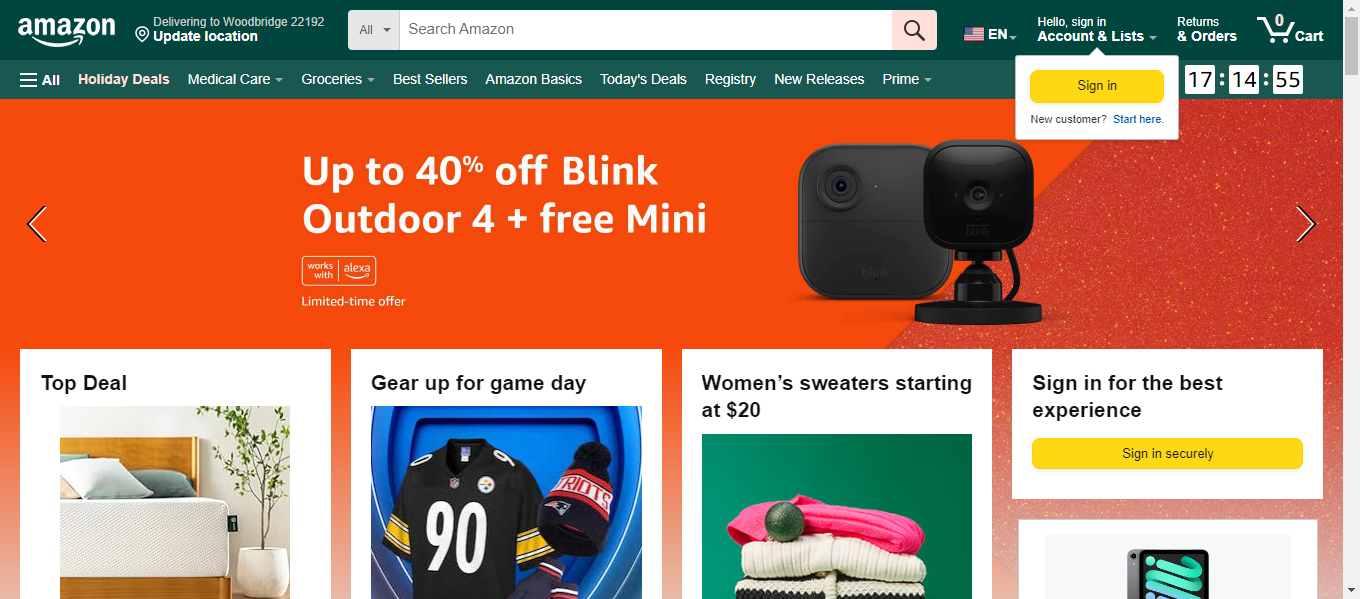 amazon
Delivering to Woodbridge 22192
Update location
All
Search Amazon
EN
Hello, sign in
Account & Lists
Returns
& Orders
0
Cart
All
Holiday Deals
Medical Care
Groceries
Best Sellers
Amazon Basics
Today's Deals
Registry
New Releases
Prime
17 : 14 : 55
Sign in
New customer? Start here.
Up to 40% off Blink
Outdoor 4 + free Mini
works with alexa
Limited-time offer
blink
blink
Top Deal
Gear up for game day
Women’s sweaters starting
at $20
Sign in for the best
experience
Sign in securely
90
PATRIOTS